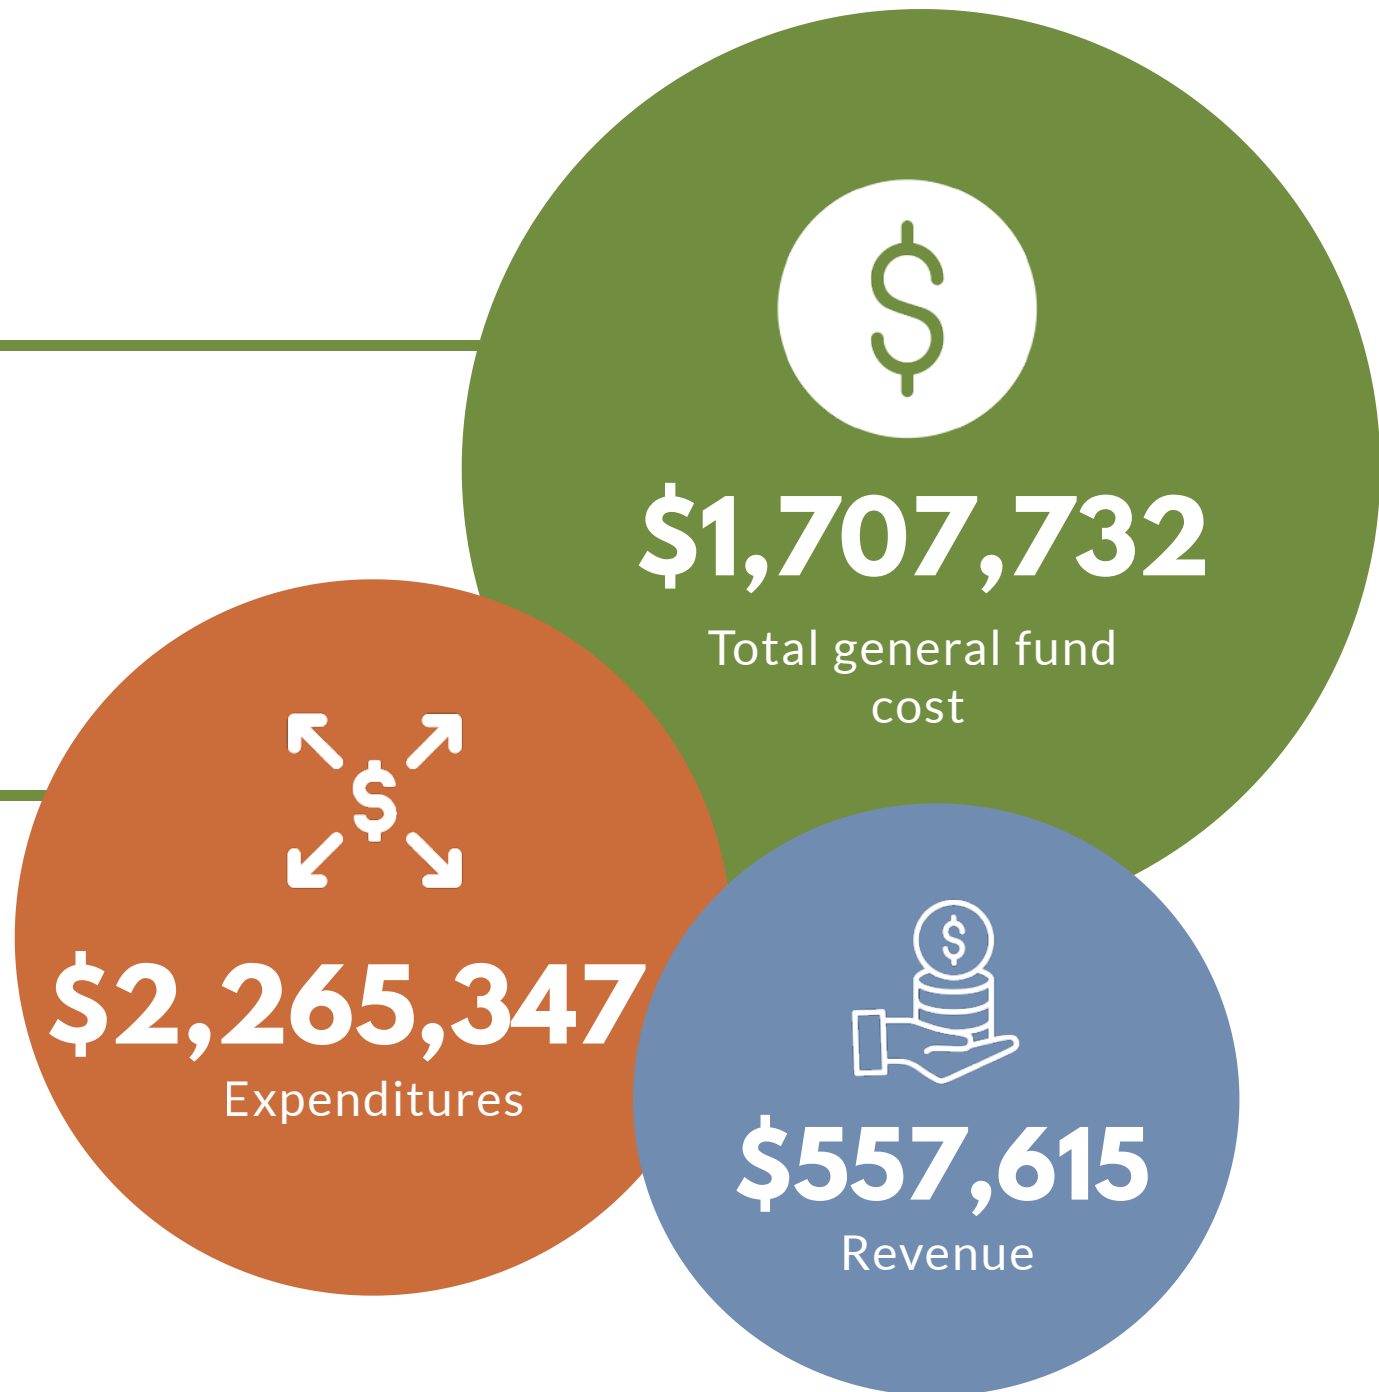 $1,707,732
Total general fund
cost
$2,265,347
Expenditures
$557,615
Revenue